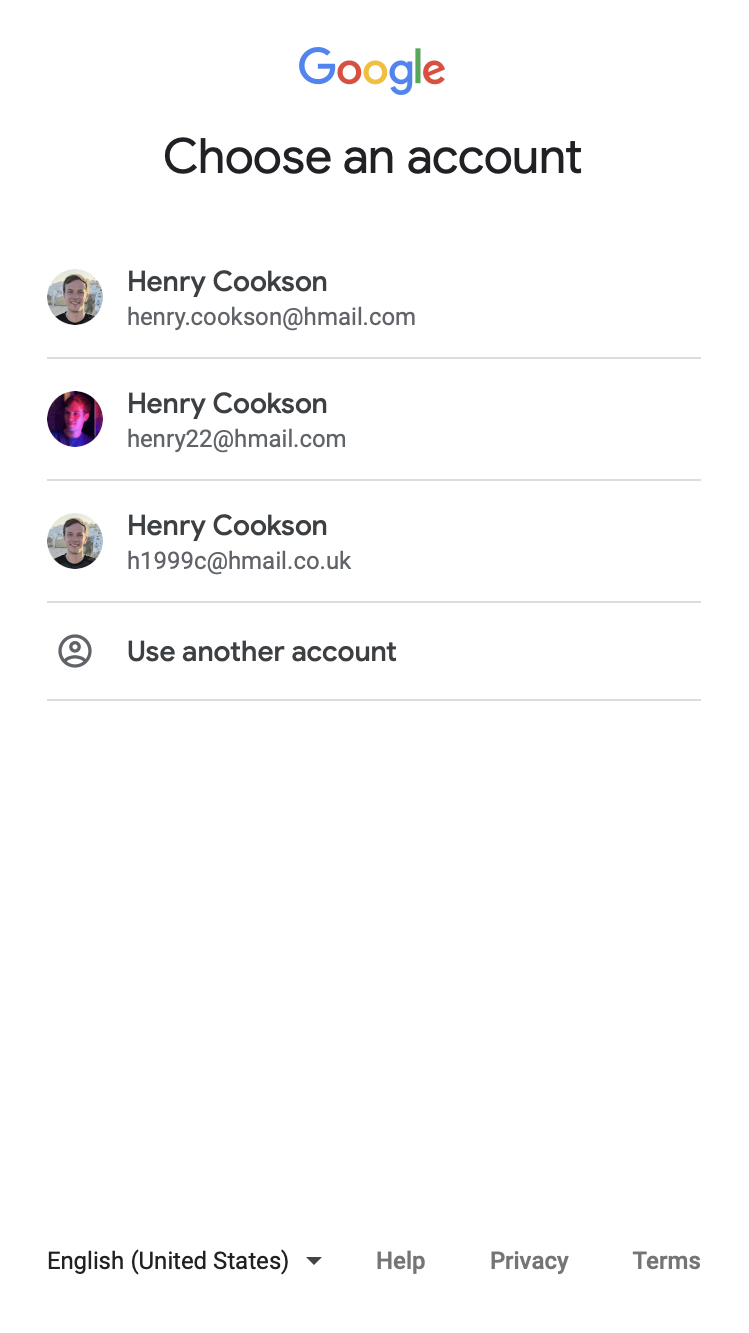 Google
Choose an account
Henry Cookson
henry.cookson@hmail.com
Henry Cookson
henry22@hmail.com
Henry Cookson
h1999c@hmail.co.uk
Use another account
English (United States) Help Privacy Terms